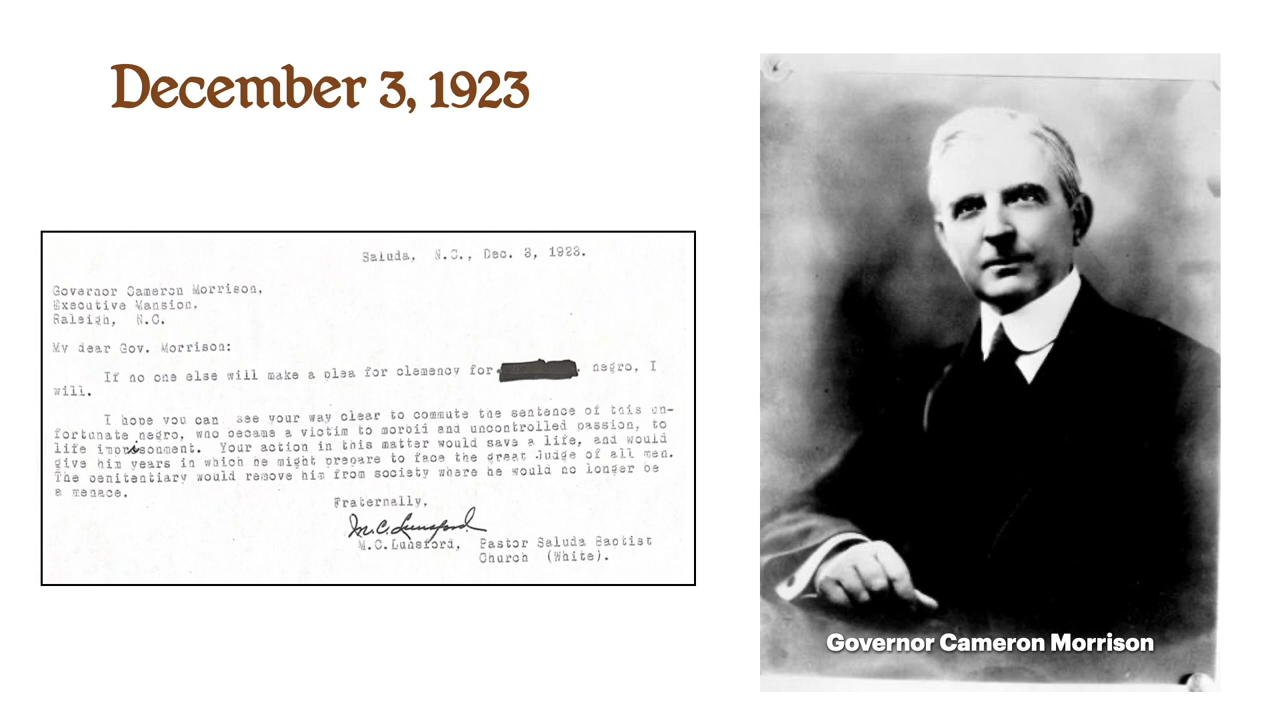 December 3, 1923
Saluda, N.C., Dec. 3, 1923.
Governor Cameron Morrison,
Executive Mansion,
Raleigh, N.C.
My dear Gov. Morrison:
If no one else will make a plea for clemency for negro, I
will.
I hope you can see your way clear to commute the sentence of this un-
fortunate negro, who became a victim to morbid and uncontrolled passion, to
life imprisonment. Your action in this matter would save a life, and would
give him years in which he might prepare to face the great Judge of all men.
The penitentiary would remove him from society where he would no longer be
a menace.
Fraternally,
M.C.Lunsford
M.C.Lunsford, Pastor Saluda Baptist
Church (White).
Governor Cameron Morrison